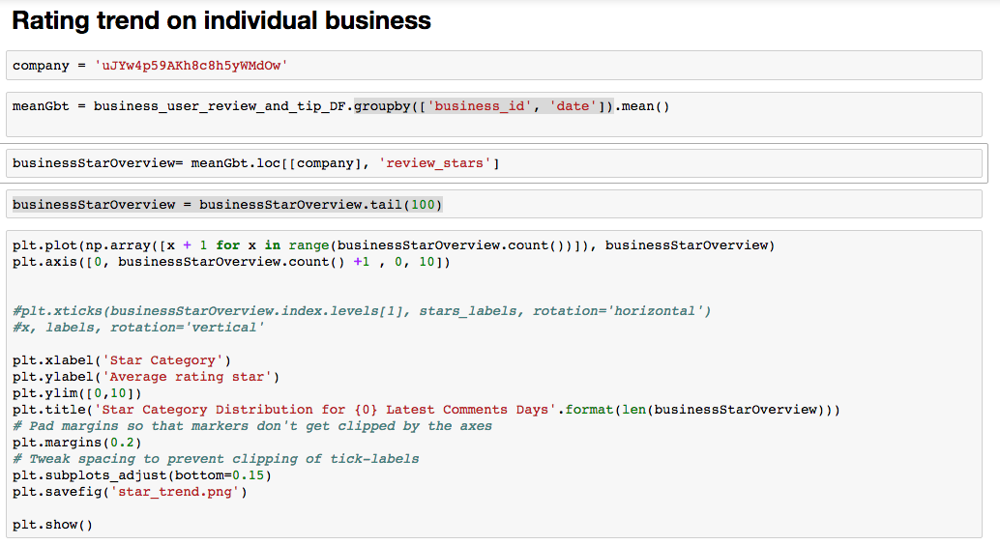 Rating trend on individual business
company = 'uJYw4p59AKh8c8h5yWMdOw'
meanGbt = business_user_review_and_tip_DF.groupby(['business_id', 'date']).mean()
businessStarOverview= meanGbt.loc[[company], 'review_stars']
businessStarOverview = businessStarOverview.tail(100)
plt.plot(np.array([x + 1 for x in range(businessStarOverview.count())]), businessStarOverview)
plt.axis([0, businessStarOverview.count() +1 , 0, 10])
#plt.xticks(businessStarOverview.index.levels[1], stars_labels, rotation='horizontal')
#x, labels, rotation='vertical'
plt.xlabel('Star Category')
plt.ylabel('Average rating star')
plt.ylim([0,10])
plt.title('Star Category Distribution for {0} Latest Comments Days'.format(len(businessStarOverview)))
# Pad margins so that markers don't get clipped by the axes
plt.margins(0.2)
# Tweak spacing to prevent clipping of tick-labels
plt.subplots_adjust(bottom=0.15)
plt.savefig('star_trend.png')
plt.show()